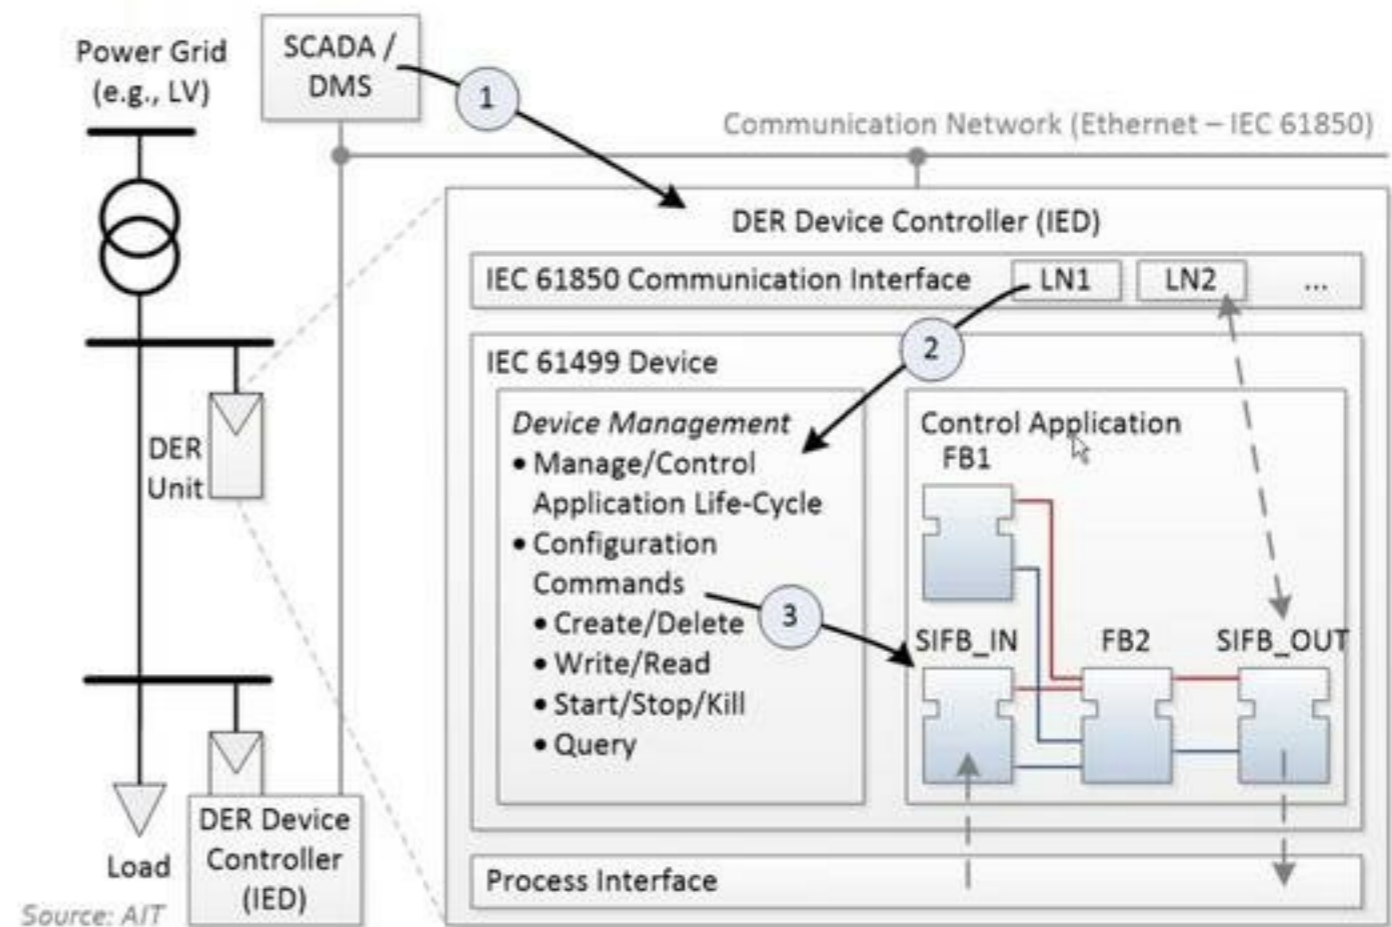 Power Grid
(e.g., LV)
SCADA /
DMS
1
Communication Network (Ethernet – IEC 61850)
DER Device Controller (IED)
IEC 61850 Communication Interface
LN1
LN2
...
2
IEC 61499 Device
Device Management
• Manage/Control
Application Life-Cycle
• Configuration
Commands
• Create/Delete
• Write/Read
• Start/Stop/Kill
• Query
3
Control Application
FB1
SIFB_IN
FB2
SIFB_OUT
Process Interface
DER
Unit
Load
DER Device
Controller
(IED)
Source: AIT